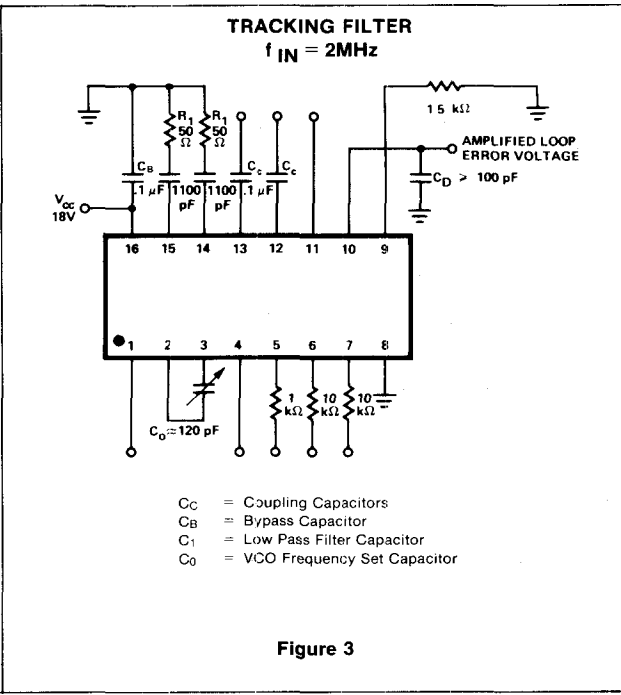 TRACKING FILTER
f IN = 2MHz
R1 50 Ω
R1 50 Ω
15 kΩ
AMPLIFIED LOOP
ERROR VOLTAGE
CB .1 μF
1100 pF
1100 pF
Cc .1 μF
Cc
CD ⩾ 100 pF
Vcc
18V
16 15 14 13 12 11 10 9
1 2 3 4 5 6 7 8
1 kΩ
10 kΩ
10 kΩ
Co≈120 pF
CC = Coupling Capacitors
CB = Bypass Capacitor
C1 = Low Pass Filter Capacitor
C0 = VCO Frequency Set Capacitor
Figure 3